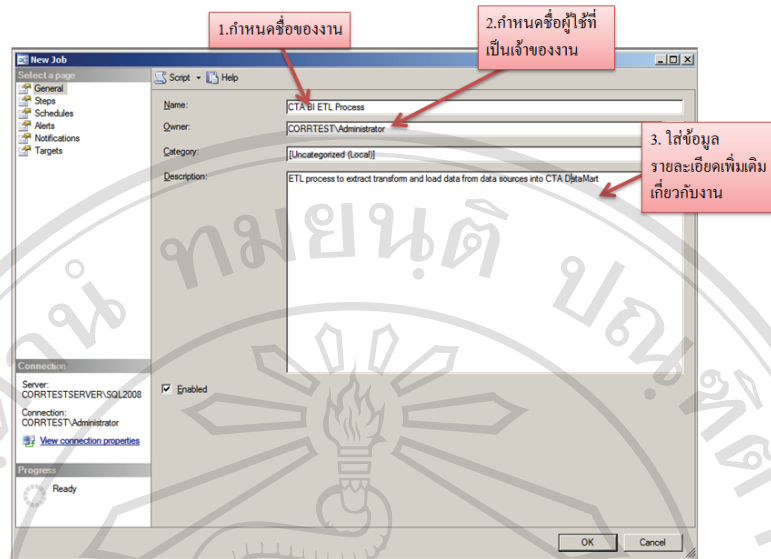 1.กำหนดชื่อของงาน
2.กำหนดชื่อผู้ใช้ที่
เป็นเจ้าของงาน
New Job
Select a page
General
Steps
Schedules
Alerts
Notifications
Targets
Script
Help
Name:
CTA BI ETL Process
Owner:
CORRTEST\Administrator
Category:
[Uncategorized (Local)]
Description:
ETL process to extract transform and load data from data sources into CTA DataMart
3. ใส่ข้อมูล
รายละเอียดเพิ่มเติม
เกี่ยวกับงาน
Enabled
Connection
Server:
CORRTESTSERVER\SQL2008
Connection:
CORRTEST\Administrator
View connection properties
Progress
Ready
OK
Cancel